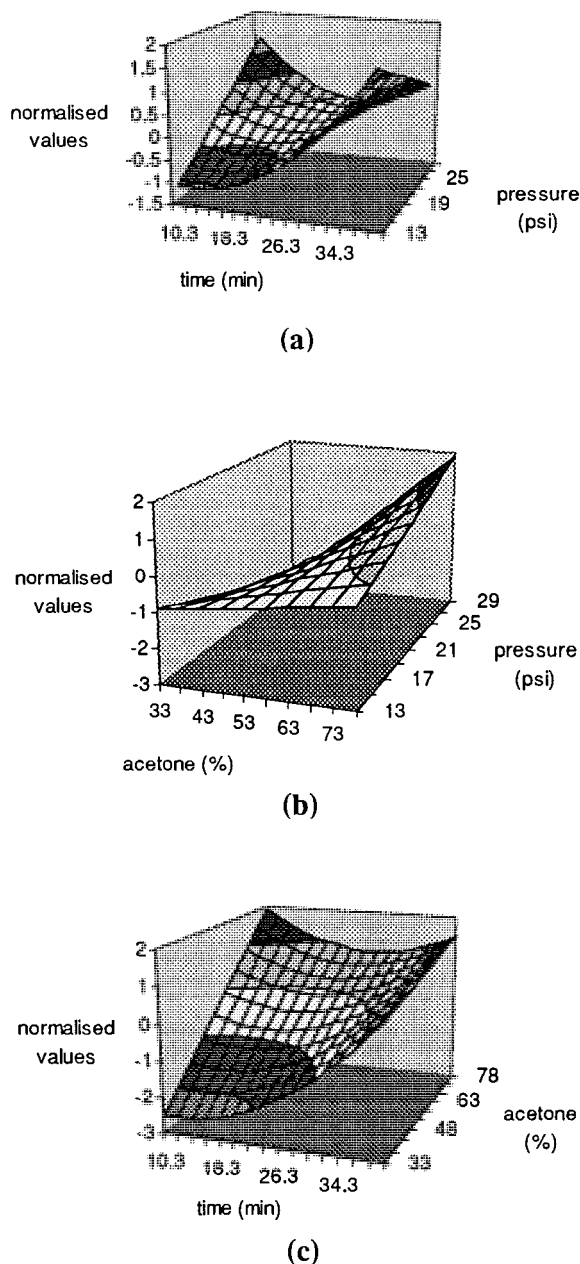 2
1.5
1
0.5
0
-0.5
-1
-1.5
normalised
values
10.3
18.3
26.3
34.3
time (min)
25
19
13
pressure
(psi)
(a)
2
1
0
-1
-2
-3
normalised
values
33
43
53
63
73
acetone (%)
29
25
21
17
13
pressure
(psi)
(b)
2
1
0
-1
-2
-3
normalised
values
10.3
18.3
26.3
34.3
time (min)
78
63
48
33
acetone
(%)
(c)